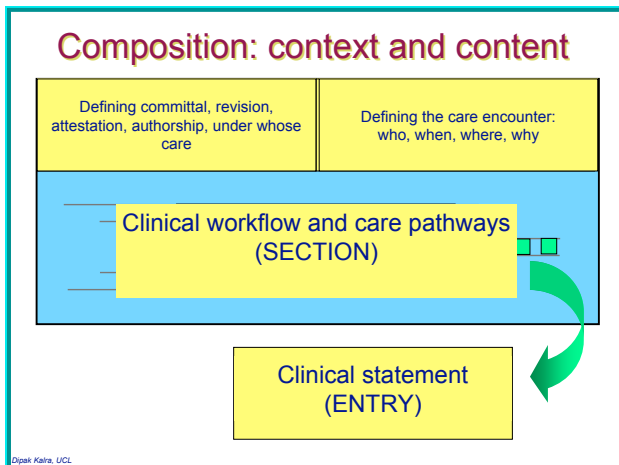 Composition: context and content
Defining committal, revision,
attestation, authorship, under whose
care
Defining the care encounter:
who, when, where, why
Clinical workflow and care pathways
(SECTION)
Clinical statement
(ENTRY)
Dipak Kalra, UCL